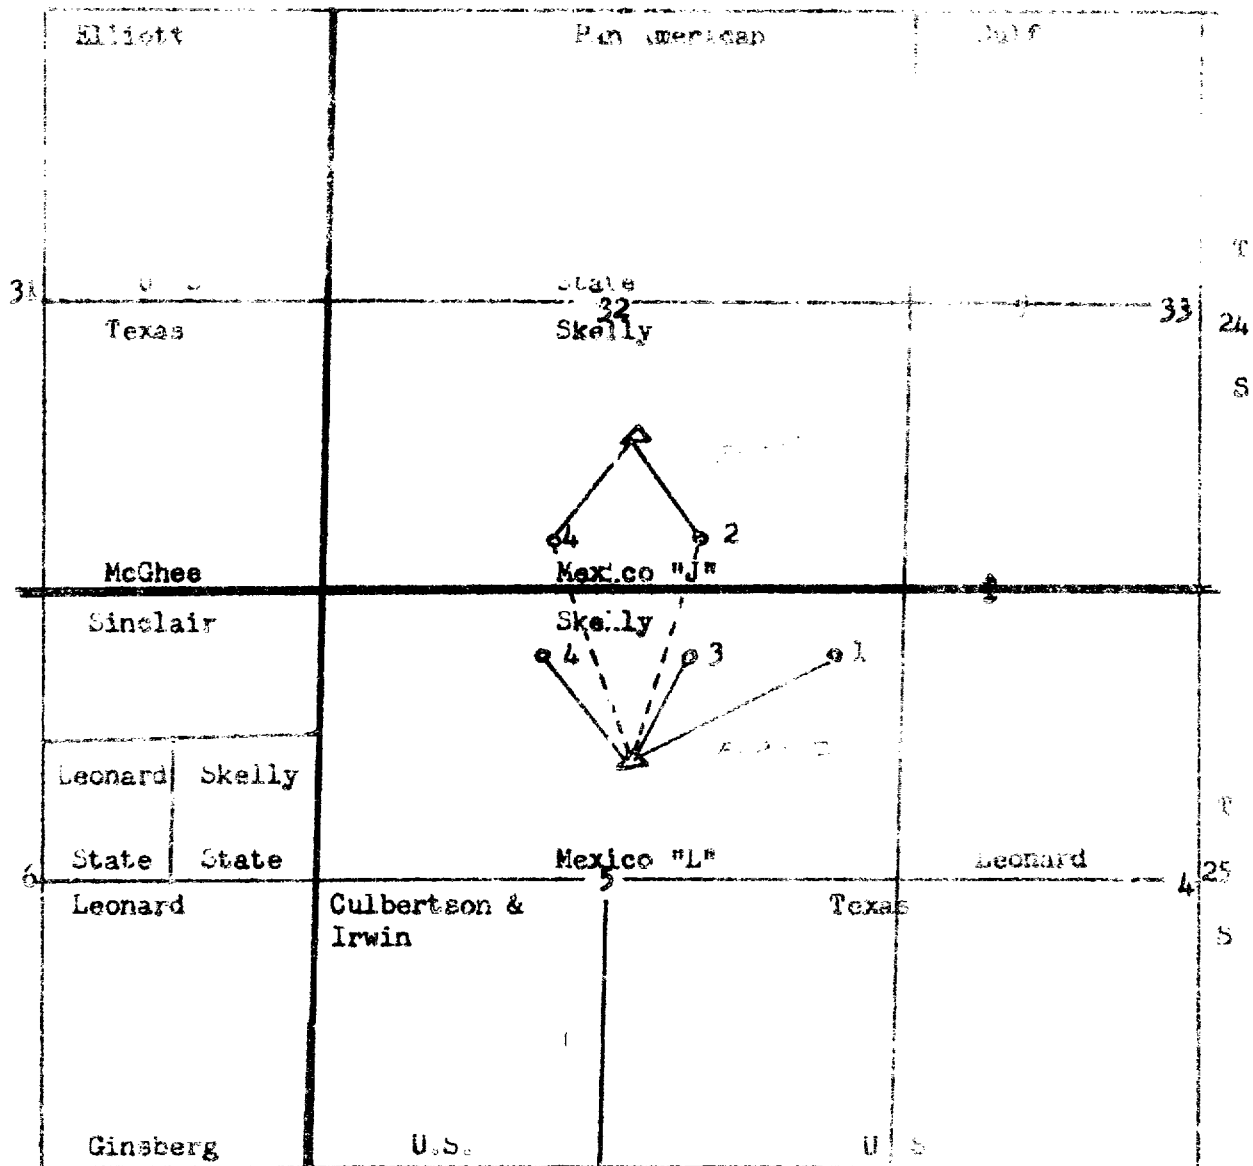 Elliott
Pan American
Gulf
T
U S
State
31
32
33
Texas
Skelly
24
S
4
2
McGhee
Mexico "J"
Sinclair
Skelly
4
3
1
Leonard
Skelly
T
State
State
Mexico "L"
Leonard
6
5
4
25
Leonard
Culbertson &
Irwin
Texas
S
Ginsberg
U.S.
U S